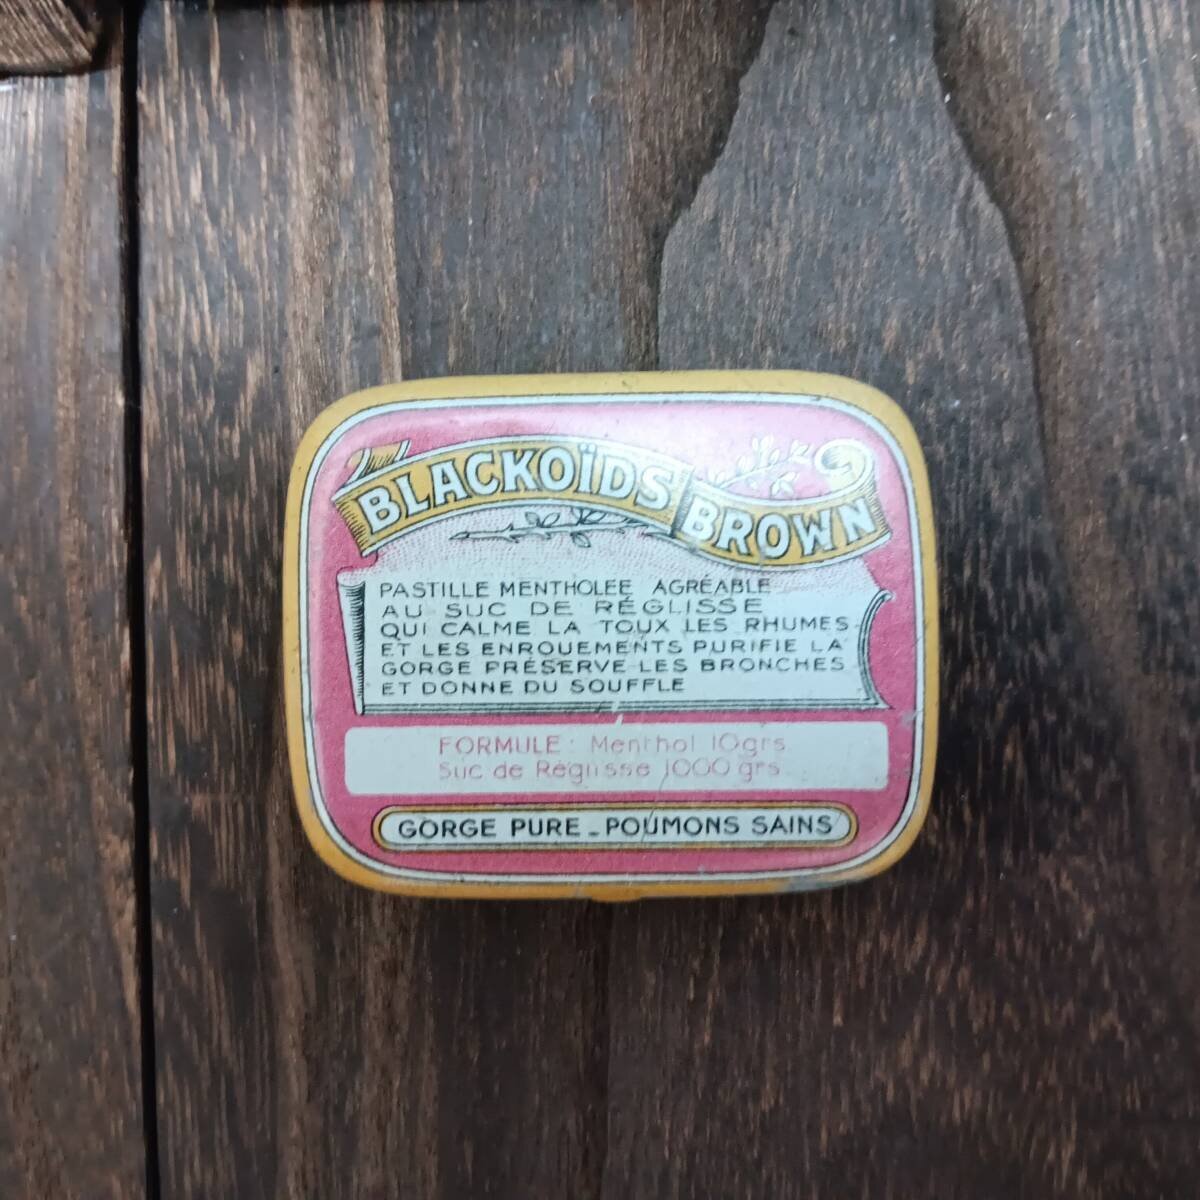 BLACKOÏDS BROWN
PASTILLE MENTHOLEE AGRÉABLE
AU SUC DE RÉGLISSE
QUI CALME LA TOUX LES RHUMES
ET LES ENROUEMENTS PURIFIE LA
GORGE PRÉSERVE LES BRONCHES
ET DONNE DU SOUFFLE
FORMULE: Menthol 10grs
Suc de Réglisse 1000 grs
GORGE PURE - POUMONS SAINS